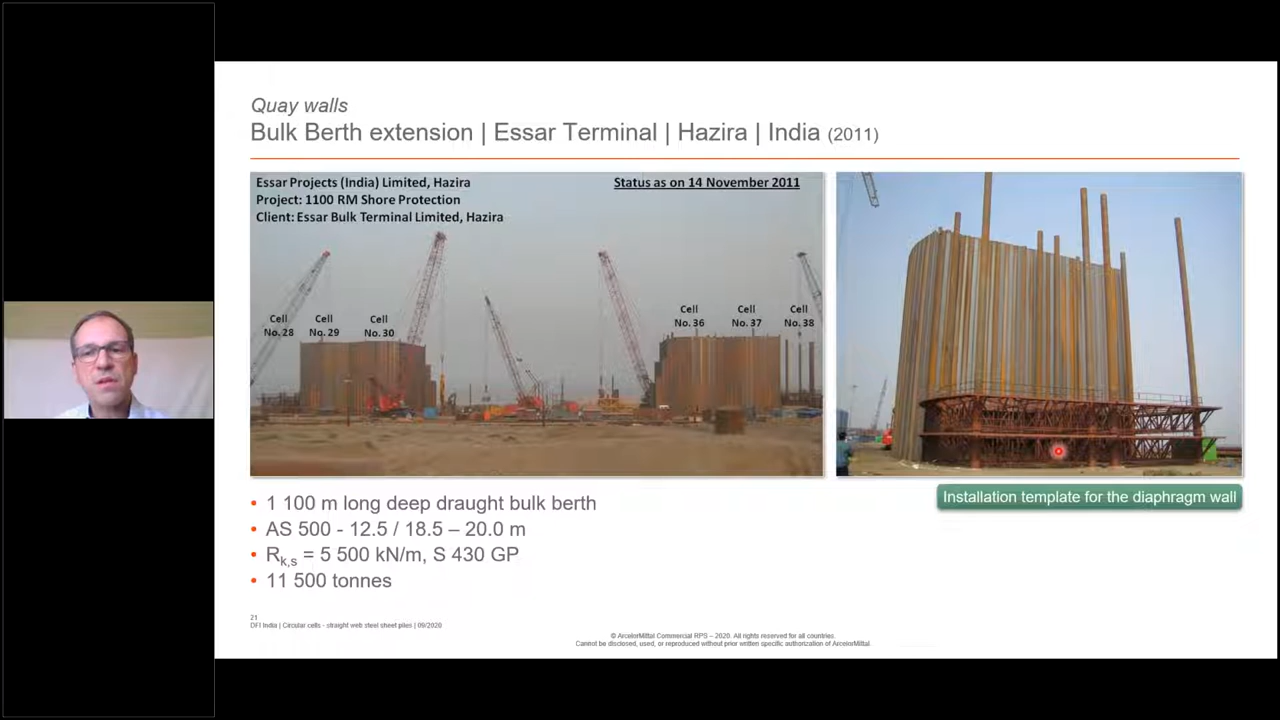 Quay walls
Bulk Berth extension | Essar Terminal | Hazira | India (2011)
Essar Projects (India) Limited, Hazira
Project: 1100 RM Shore Protection
Client: Essar Bulk Terminal Limited, Hazira
Status as on 14 November 2011
Cell
No. 28
Cell
No. 29
Cell
No. 30
Cell
No. 36
Cell
No. 37
Cell
No. 38
Installation template for the diaphragm wall
• 1 100 m long deep draught bulk berth
• AS 500 - 12.5 / 18.5 – 20.0 m
• Rk,s = 5 500 kN/m, S 430 GP
• 11 500 tonnes
21
DFI India | Circular cells - straight web steel sheet piles | 09/2020
© ArcelorMittal Commercial RPS – 2020. All rights reserved for all countries.
Cannot be disclosed, used, or reproduced without prior written specific authorization of ArcelorMittal